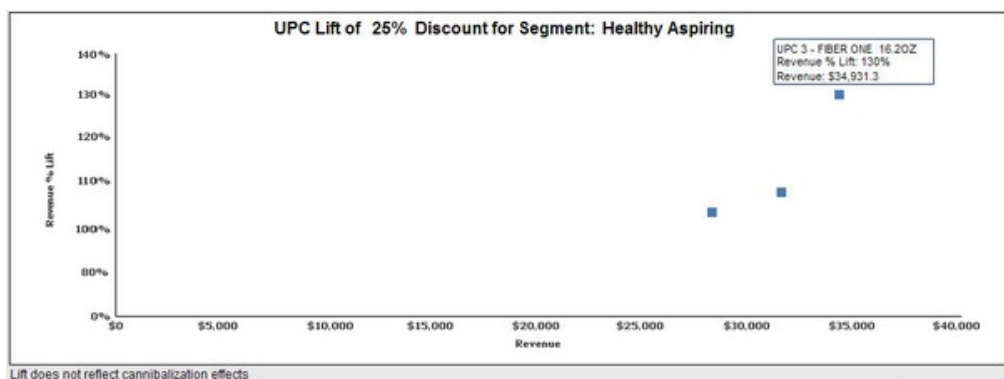 UPC Lift of 25% Discount for Segment: Healthy Aspiring
UPC 3 - FIBER ONE 16.2OZ
Revenue % Lift: 130%
Revenue: $34,931.3
140%
130%
120%
110%
100%
80%
0%
Revenue % Lift
$0 $5,000 $10,000 $15,000 $20,000 $25,000 $30,000 $35,000 $40,000
Revenue
Lift does not reflect cannibalization effects